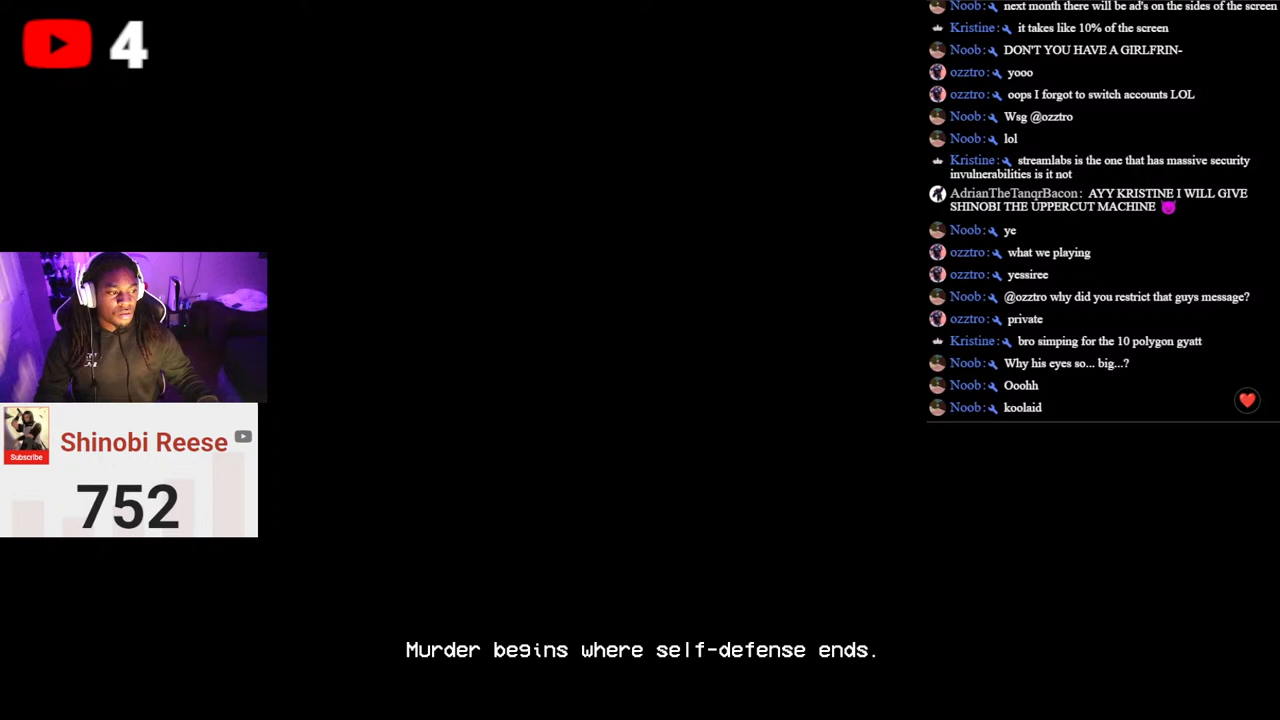 4
Noob: next month there will be ad's on the sides of the screen
Kristine: it takes like 10% of the screen
Noob: DON'T YOU HAVE A GIRLFRIN-
ozztro: yooo
ozztro: oops I forgot to switch accounts LOL
Noob: Wsg @ozztro
Noob: lol
Kristine: streamlabs is the one that has massive security
invulnerabilities is it not
AdrianTheTanqrBacon: AYY KRISTINE I WILL GIVE
SHINOBI THE UPPERCUT MACHINE 😈
Noob: ye
ozztro: what we playing
ozztro: yessiree
Noob: @ozztro why did you restrict that guys message?
ozztro: private
Kristine: bro simping for the 10 polygon gyatt
Noob: Why his eyes so... big...?
Noob: Ooohh
Noob: koolaid
Shinobi Reese
Subscribe
752
Murder begins where self-defense ends.